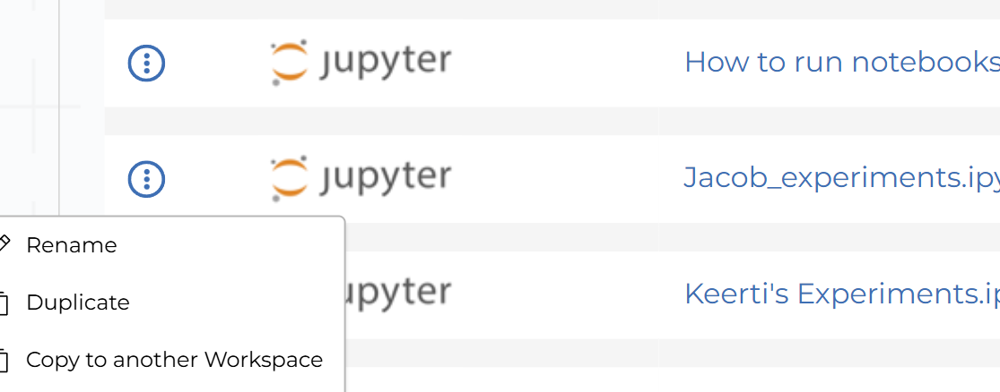 jupyter
How to run notebooks
jupyter
Jacob_experiments.ipy
Rename
upyter
Keerti's Experiments.ip
Duplicate
Copy to another Workspace